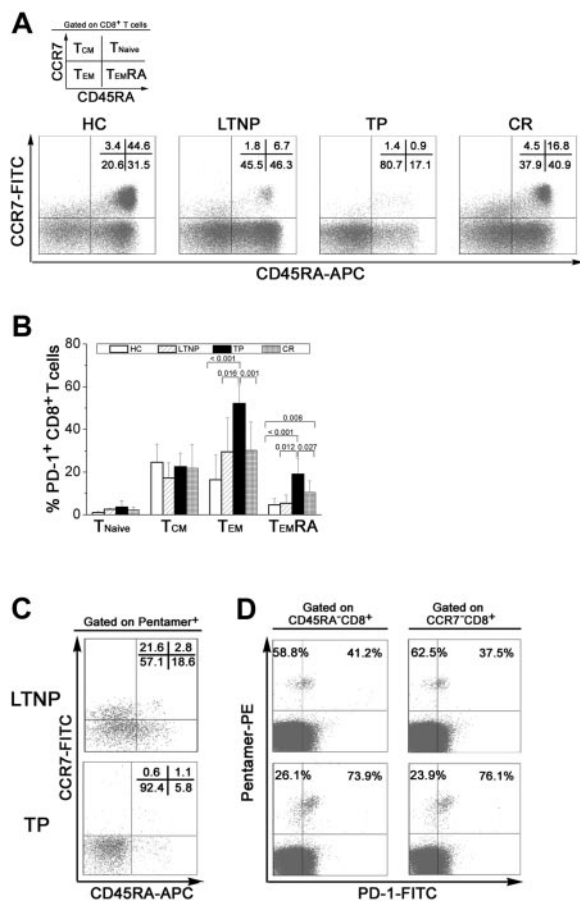 A
Gated on CD8⁺ T cells
CCR7
TCM TNaive
TEM TEMRA
CD45RA
HC LTNP TP CR
3.4 44.6 1.8 6.7 1.4 0.9 4.5 16.8
20.6 31.5 45.5 46.3 80.7 17.1 37.9 40.9
CCR7-FITC
CD45RA-APC
B
HC LTNP TP CR
% PD-1⁺ CD8⁺ T cells
80
60
40
20
0
< 0.001
0.016 0.001
0.006
< 0.001
0.012 0.027
TNaive TCM TEM TEMRA
C
Gated on Pentamer⁺
LTNP
21.6 2.8
57.1 18.6
CCR7-FITC
TP
0.6 1.1
92.4 5.8
CD45RA-APC
D
Gated on CD45RA⁻CD8⁺
Gated on CCR7⁻CD8⁺
58.8% 41.2% 62.5% 37.5%
Pentamer-PE
26.1% 73.9% 23.9% 76.1%
PD-1-FITC